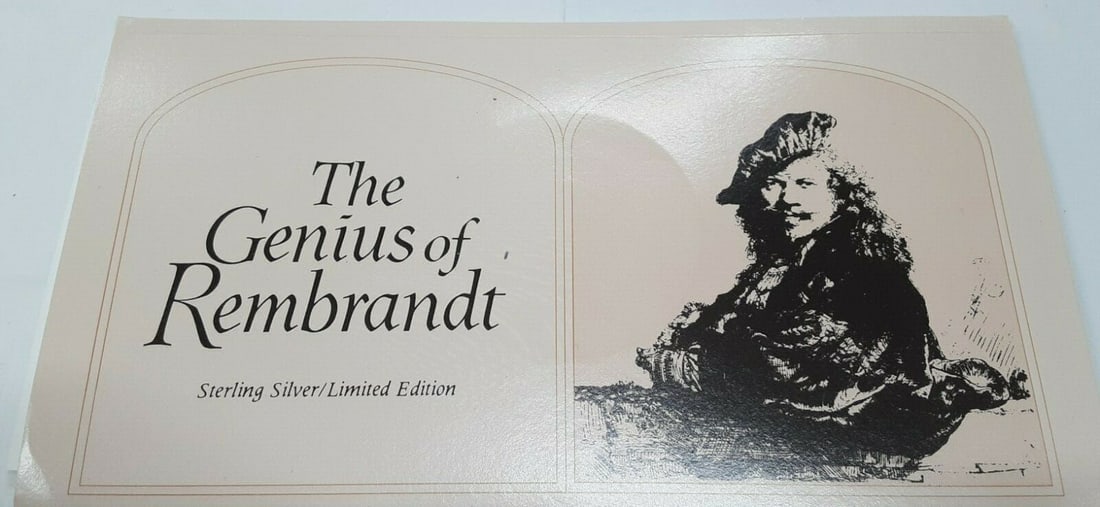 The
Genius of
Rembrandt
Sterling Silver/Limited Edition